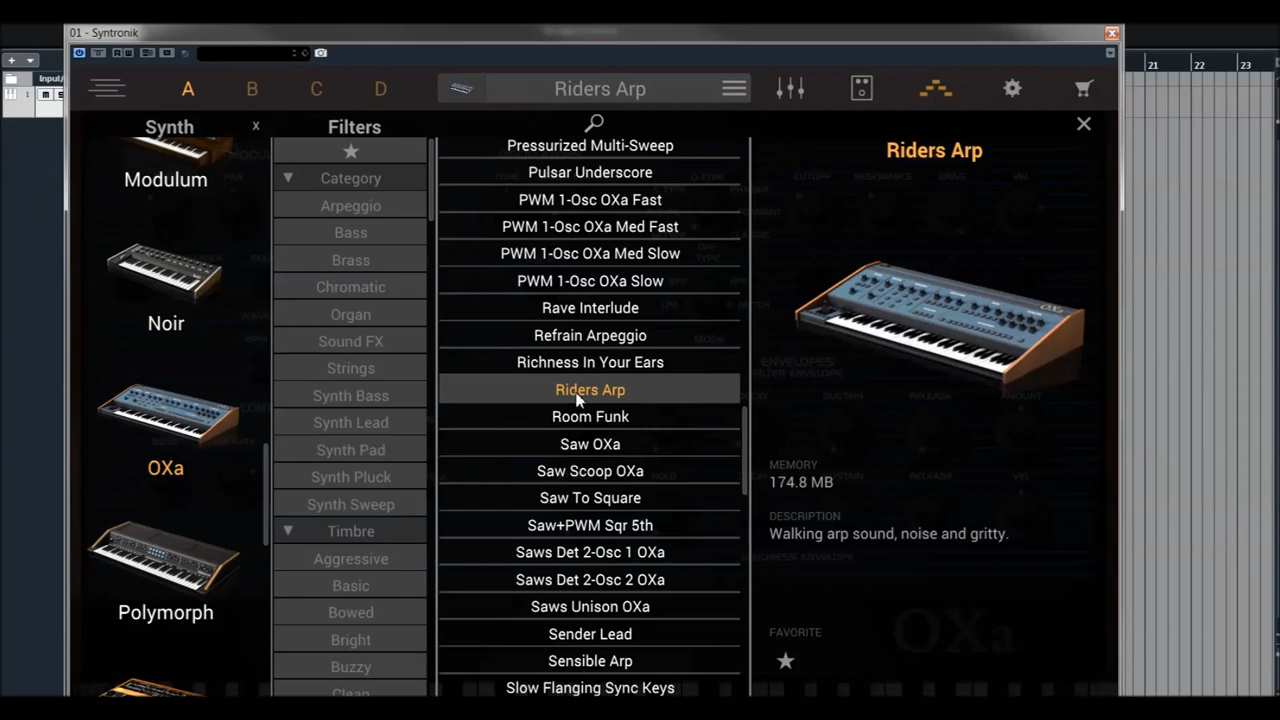 01 - Syntronik
Input/
21 22 23
1
A B C D
Riders Arp
Synth x
Modulum
Noir
OXa
Polymorph
Filters
★
Category
Arpeggio
Bass
Brass
Chromatic
Organ
Sound FX
Strings
Synth Bass
Synth Lead
Synth Pad
Synth Pluck
Synth Sweep
Timbre
Aggressive
Basic
Bowed
Bright
Buzzy
Clean
Pressurized Multi-Sweep
Pulsar Underscore
PWM 1-Osc OXa Fast
PWM 1-Osc OXa Med Fast
PWM 1-Osc OXa Med Slow
PWM 1-Osc OXa Slow
Rave Interlude
Refrain Arpeggio
Richness In Your Ears
Riders Arp
Room Funk
Saw OXa
Saw Scoop OXa
Saw To Square
Saw+PWM Sqr 5th
Saws Det 2-Osc 1 OXa
Saws Det 2-Osc 2 OXa
Saws Unison OXa
Sender Lead
Sensible Arp
Slow Flanging Sync Keys
Riders Arp
MEMORY
174.8 MB
DESCRIPTION
Walking arp sound, noise and gritty.
FAVORITE
★
OXa